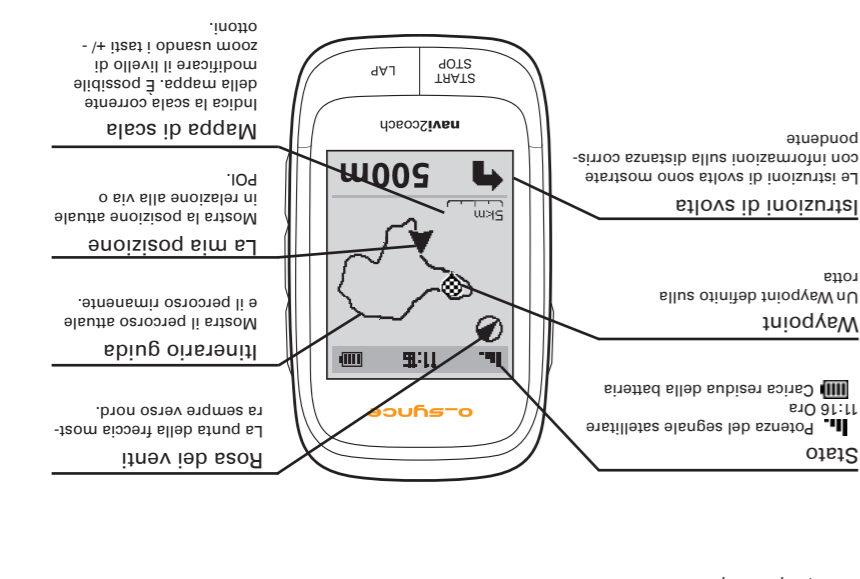 Stato
Potenza del segnale satellitare
11:16 Ora
Carica residua della batteria
Waypoint
Un Waypoint definito sulla
rotta
Istruzioni di svolta
Le istruzioni di svolta sono mostrate
con informazioni sulla distanza corris-
pondente
o_synce
11:16
5km
500m
navi2coach
START
STOP
LAP
Rosa dei venti
La punta della freccia most-
ra sempre verso nord.
Itinerario guida
Mostra il percorso attuale
e il percorso rimanente.
La mia posizione
Mostra la posizione attuale
in relazione alla via o
POI.
Mappa di scala
Indica la scala corrente
della mappa. È possibile
modificare il livello di
zoom usando i tasti +/ -
ottoni.